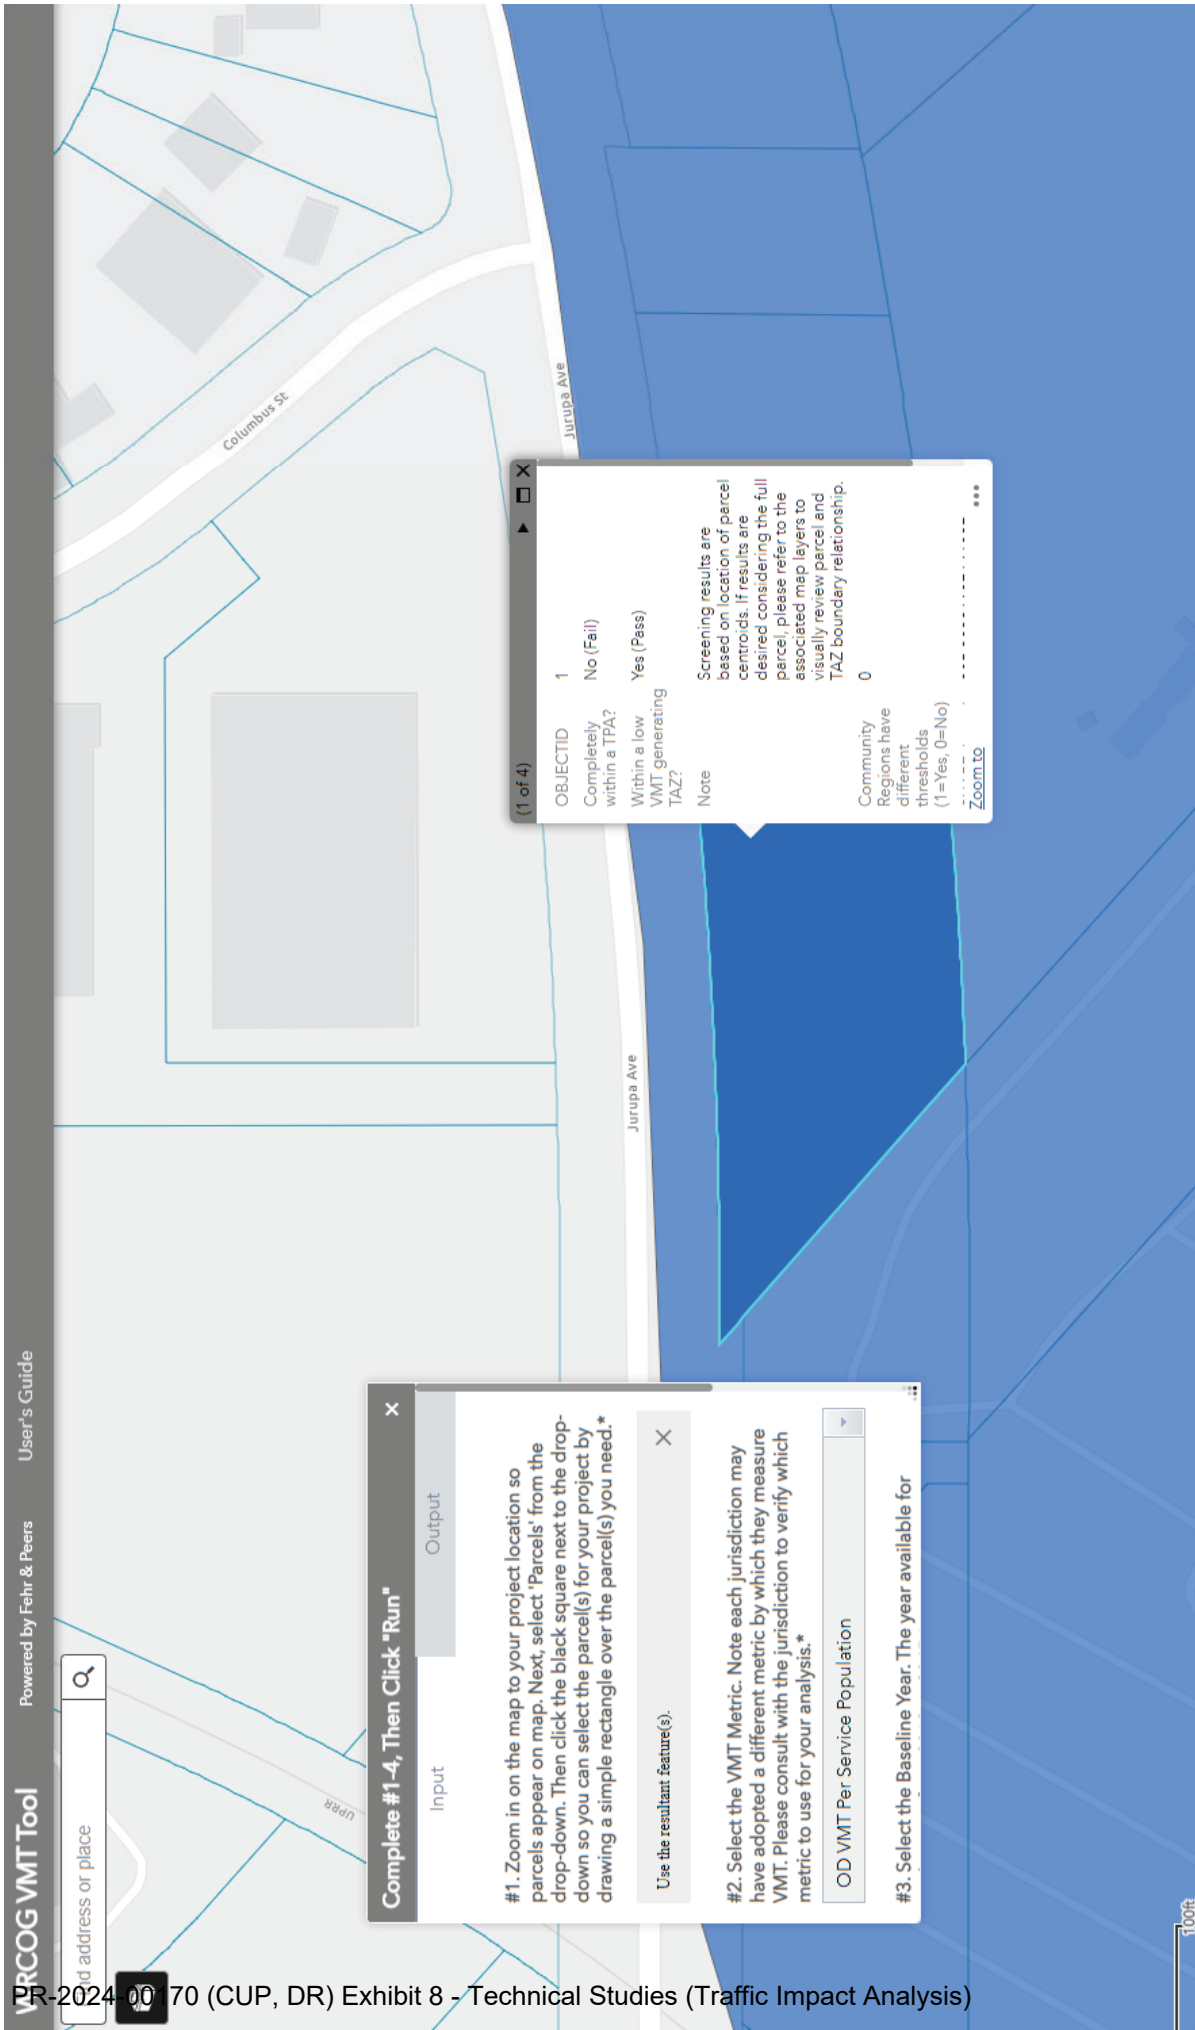 WRCOG VMT Tool
Powered by Fehr & Peers
User's Guide
Find address or place
UPRR
Columbus St
Jurupa Ave
Jurupa Ave
Complete #1-4, Then Click "Run"
Input
Output
#1. Zoom in on the map to your project location so
parcels appear on map. Next, select 'Parcels' from the
drop-down. Then click the black square next to the drop-
down so you can select the parcel(s) for your project by
drawing a simple rectangle over the parcel(s) you need.*
Use the resultant feature(s).
#2. Select the VMT Metric. Note each jurisdiction may
have adopted a different metric by which they measure
VMT. Please consult with the jurisdiction to verify which
metric to use for your analysis.*
OD VMT Per Service Population
#3. Select the Baseline Year. The year available for
(1 of 4)
OBJECTID 1
Completely
within a TPA?
No (Fail)
Within a low
VMT generating
TAZ?
Yes (Pass)
Note
Screening results are
based on location of parcel
centroids. If results are
desired considering the full
parcel, please refer to the
associated map layers to
visually review parcel and
TAZ boundary relationship.
Community
Regions have
different
thresholds
(1=Yes, 0=No)
0
Zoom to
100ft
PR-2024-00170 (CUP, DR) Exhibit 8 - Technical Studies (Traffic Impact Analysis)